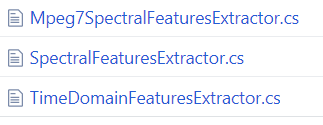 Mpeg7SpectralFeaturesExtractor.cs
SpectralFeaturesExtractor.cs
TimeDomainFeaturesExtractor.cs